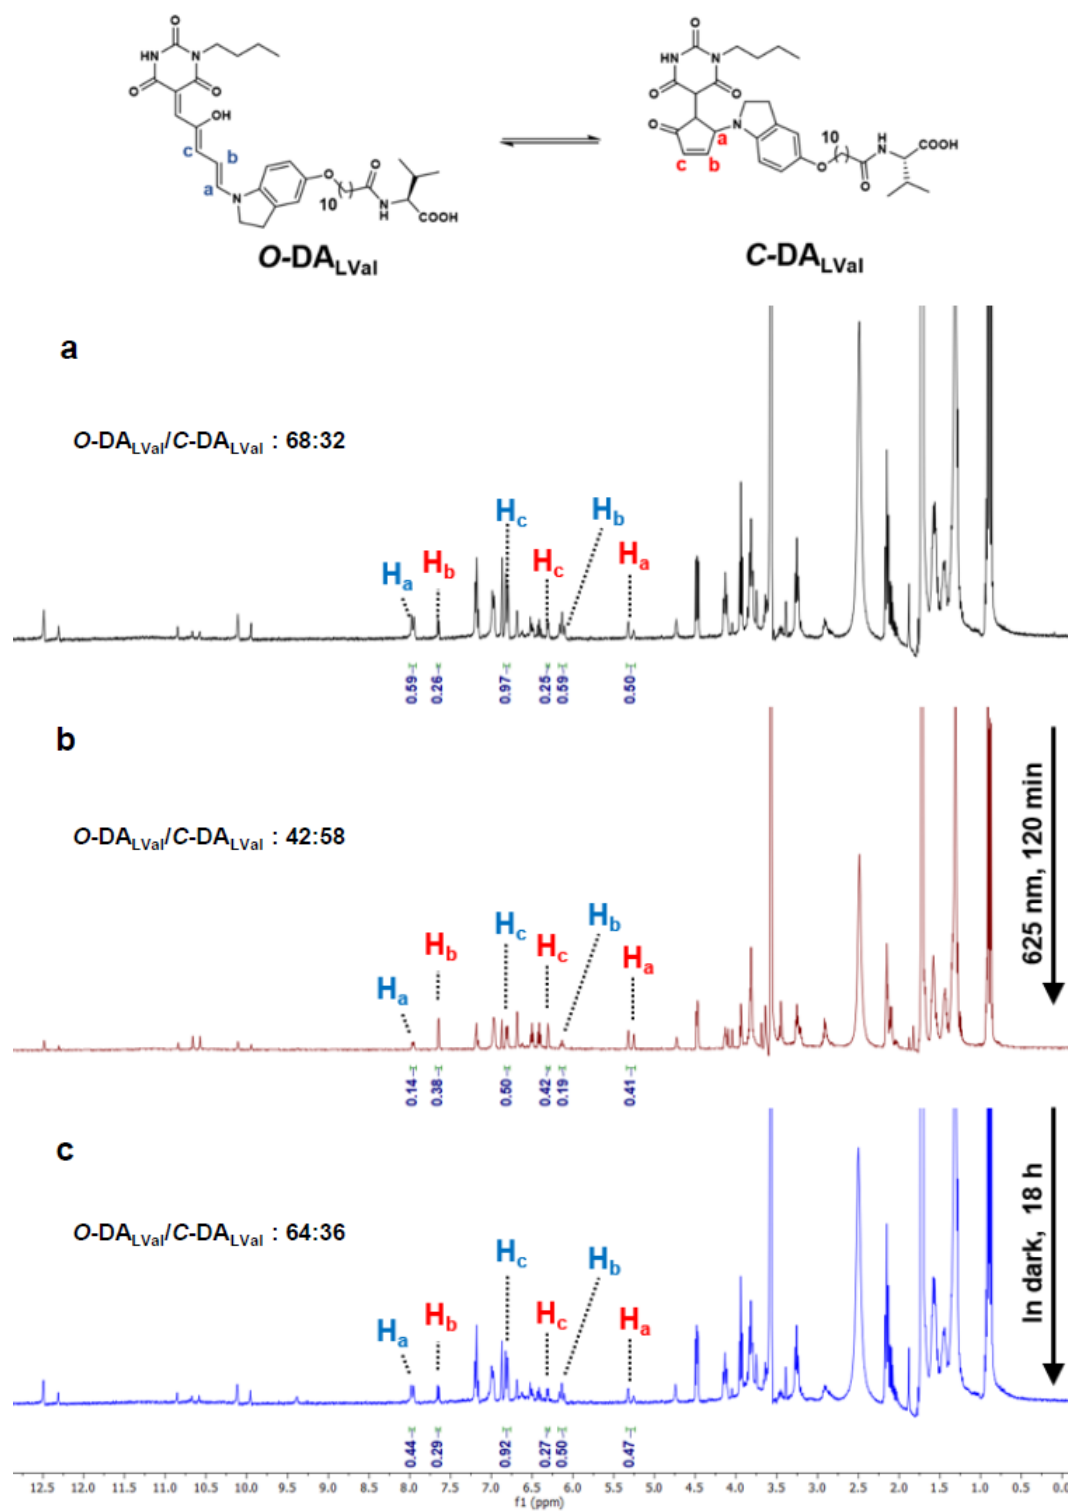 O
HN
N
O
O
OH
c
b
a
N
O
10
O
N
H
COOH
O-DALVal
O
HN
N
O
O
O
a
N
c
b
O
10
H
N
COOH
O
C-DALVal
a
O-DALVal/C-DALVal : 68:32
Ha
Hb
Hc
Hc
Hb
Ha
0.59
0.26
0.97
0.25
0.59
0.50
b
O-DALVal/C-DALVal : 42:58
625 nm, 120 min
Ha
Hb
Hc
Hc
Hb
Ha
0.14
0.38
0.50
0.42
0.19
0.41
c
O-DALVal/C-DALVal : 64:36
In dark, 18 h
Ha
Hb
Hc
Hc
Hb
Ha
0.44
0.29
0.92
0.27
0.50
0.47
12.5 12.0 11.5 11.0 10.5 10.0 9.5 9.0 8.5 8.0 7.5 7.0 6.5 6.0 5.5 5.0 4.5 4.0 3.5 3.0 2.5 2.0 1.5 1.0 0.5 0.0
f1 (ppm)